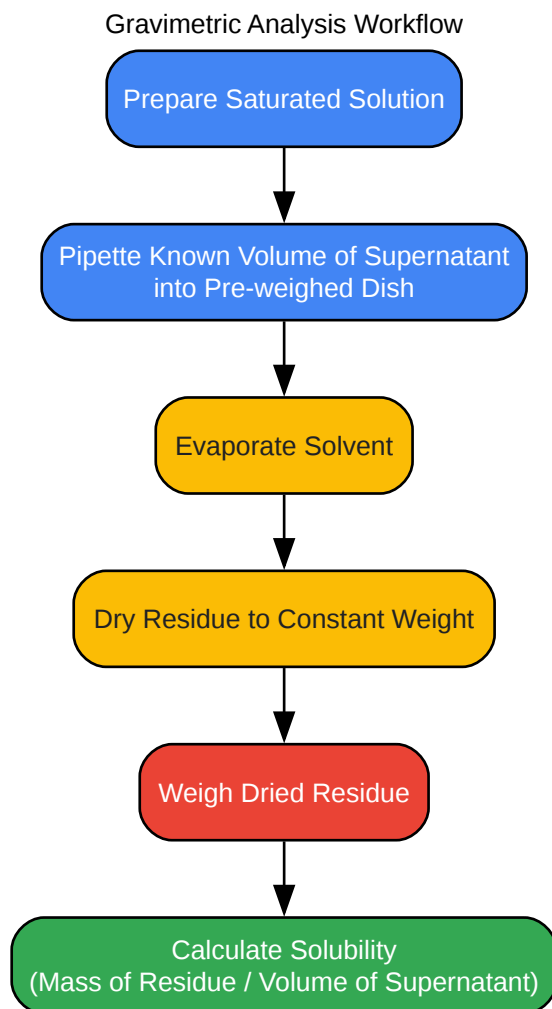 Gravimetric Analysis Workflow
Prepare Saturated Solution
Pipette Known Volume of Supernatant
into Pre-weighed Dish
Evaporate Solvent
Dry Residue to Constant Weight
Weigh Dried Residue
Calculate Solubility
(Mass of Residue / Volume of Supernatant)